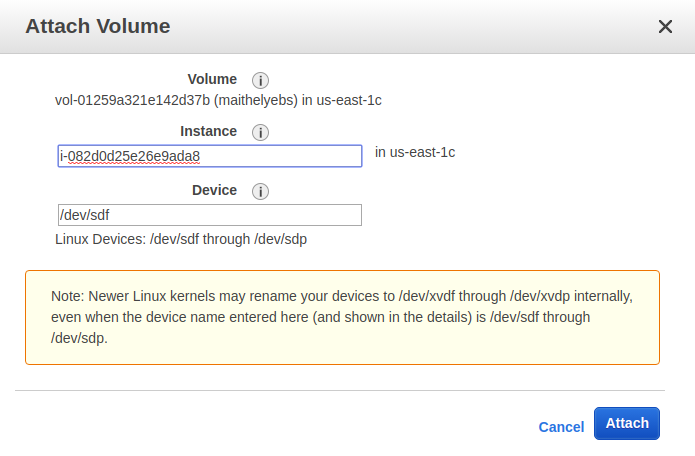 Attach Volume
Volume
vol-01259a321e142d37b (maithelyebs) in us-east-1c
Instance
i-082d0d25e26e9ada8
in us-east-1c
Device
/dev/sdf
Linux Devices: /dev/sdf through /dev/sdp
Note: Newer Linux kernels may rename your devices to /dev/xvdf through /dev/xvdp internally,
even when the device name entered here (and shown in the details) is /dev/sdf through
/dev/sdp.
Cancel
Attach